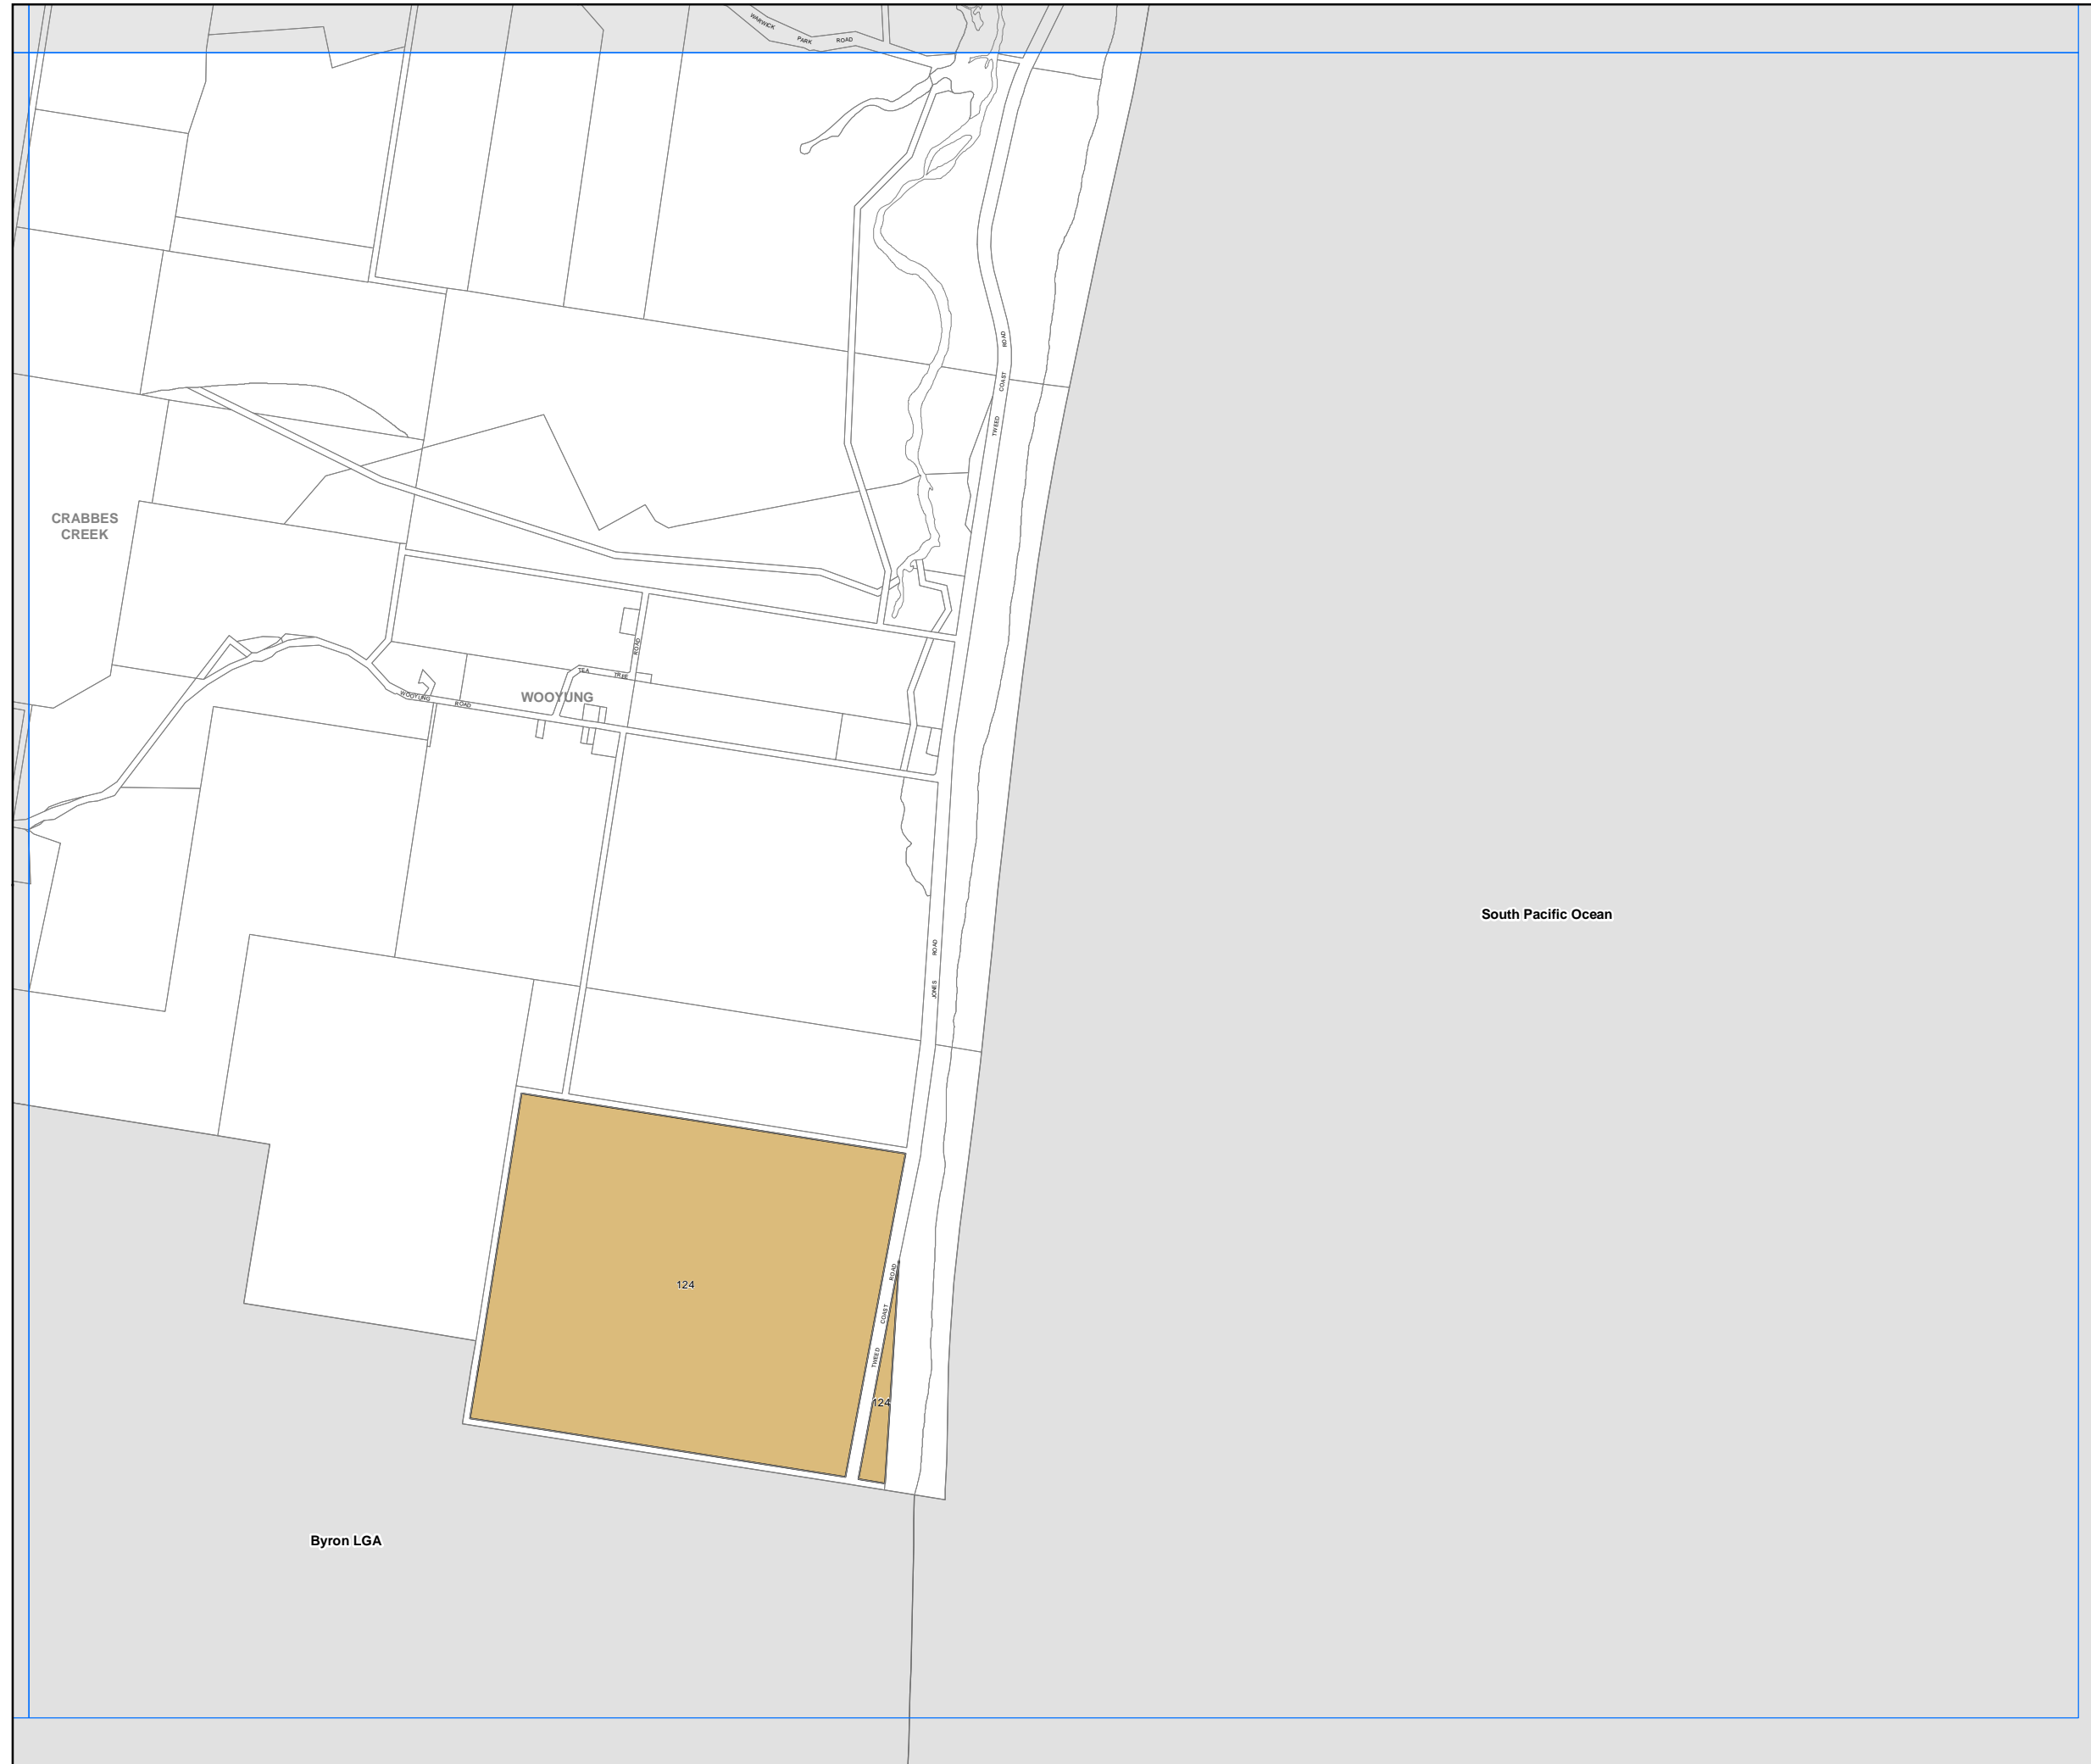 WARWICK PARK ROAD
TWEED COAST ROAD
CRABBES
CREEK
ROAD
TEA TREE
WOOYUNG
WOOYUNG ROAD
South Pacific Ocean
JONES ROAD
124
TWEED COAST ROAD
124
Byron LGA